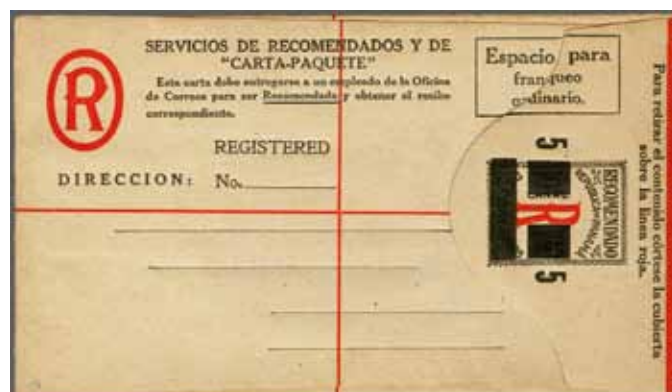 R
SERVICIOS DE RECOMENDADOS Y DE
"CARTA-PAQUETE"
Esta carta debe entregarse a un empleado de la Oficina
de Correos para ser Recomendada y obtener el recibo
correspondiente.
REGISTERED
DIRECCION: No.
Espacio para
franqueo
ordinario.
5 5
RECOMENDADO
R
5 5
Para retirar el contenido córtese la cubierta
sobre la línea roja.